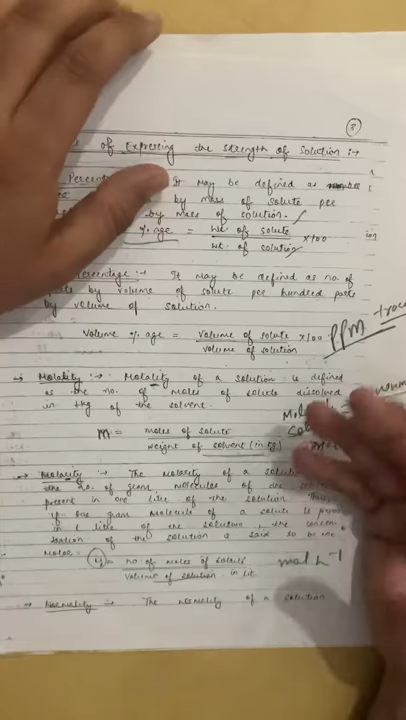 3
of Expressing the strength of Solution :→
It may be defined as
by mass of solute per
by mass of solution.
% age = wt. of solute
wt. of solution
×100
Percentage :→ It may be defined as no. of
by volume of solute per hundred parts
by volume of solution.
PPM
Volume % age = volume of solute
volume of solution
×100
Molality :→ Molality of a solution is defined
as the no. of moles of solute dissolved
in 1kg of the solvent.
m = moles of solute
weight of solvent (in kg)
Molarity → The molarity of a
the no. of gram molecules of the
present in one litre of the solution
if one gram molecule of a solute is
in 1 litre of the solution, the
tration of the solution is said to be one
molar
M = no of moles of solute
volume of solution in lit
mol L⁻¹
→ Normality :→ The normality of a solution